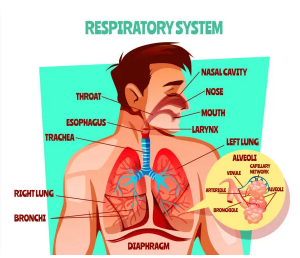 RESPIRATORY SYSTEM
NASAL CAVITY
NOSE
THROAT
MOUTH
ESOPHAGUS
LARYNX
TRACHEA
LEFT LUNG
ALVEOLI
CAPILLARY
NETWORK
VENULE
ARTERIOLE
ALVEOLI
RIGHT LUNG
BRONCHIOLE
BRONCHI
DIAPHRAGM